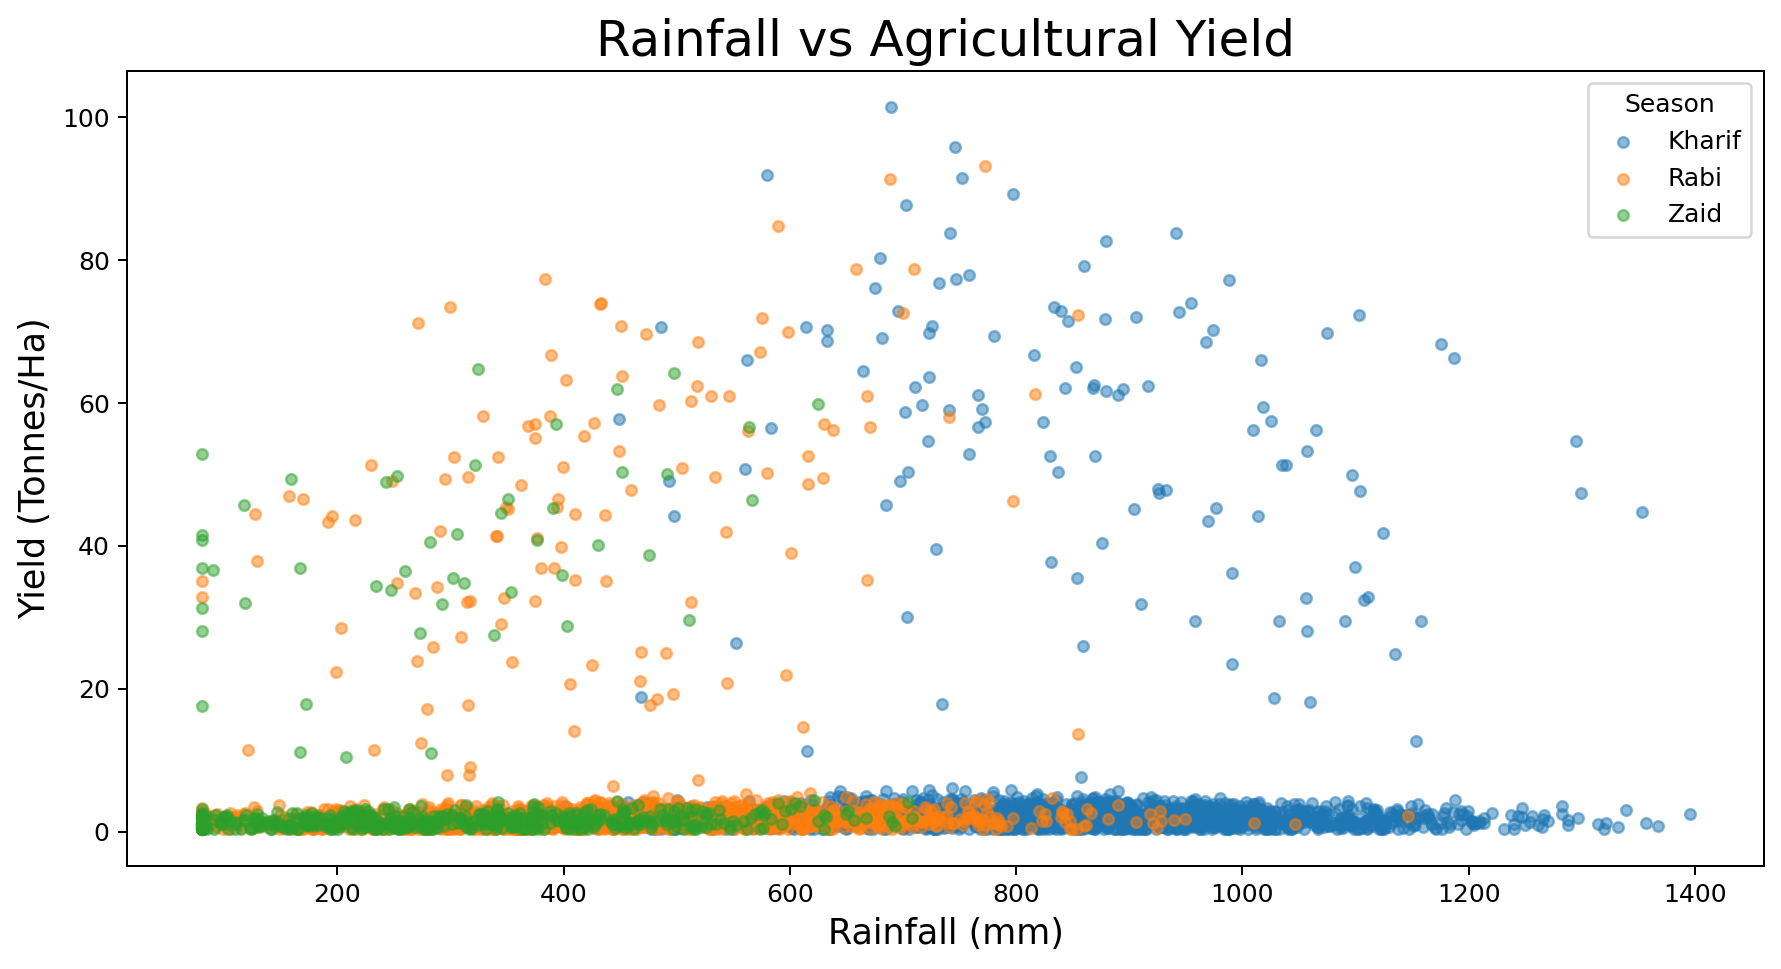 Rainfall vs Agricultural Yield
Season
Kharif
Rabi
Zaid
100
80
60
40
20
0
Yield (Tonnes/Ha)
200 400 600 800 1000 1200 1400
Rainfall (mm)